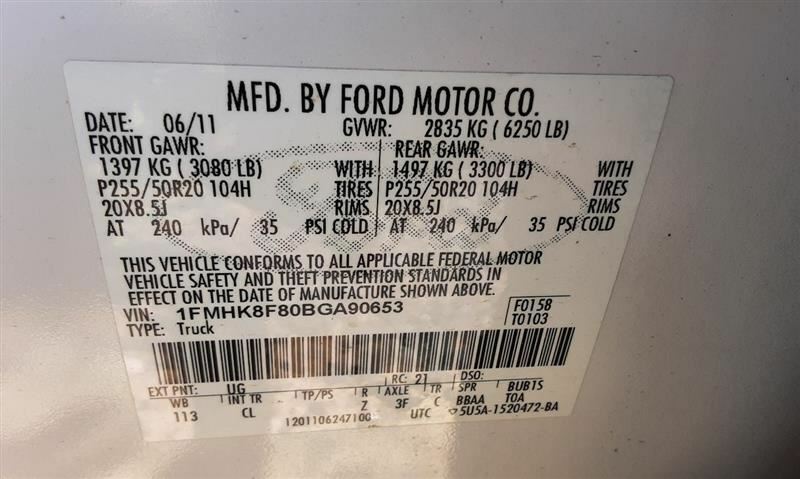 MFD. BY FORD MOTOR CO.
DATE: 06/11 GVWR: 2835 KG ( 6250 LB)
FRONT GAWR: REAR GAWR:
1397 KG ( 3080 LB) WITH 1497 KG ( 3300 LB) WITH
P255/50R20 104H TIRES P255/50R20 104H TIRES
20X8.5J RIMS 20X8.5J RIMS
AT 240 kPa/ 35 PSI COLD AT 240 kPa/ 35 PSI COLD
Ford
THIS VEHICLE CONFORMS TO ALL APPLICABLE FEDERAL MOTOR
VEHICLE SAFETY AND THEFT PREVENTION STANDARDS IN
EFFECT ON THE DATE OF MANUFACTURE SHOWN ABOVE.
VIN: 1FMHK8F80BGA90653 F0158
TYPE: Truck T0103
EXT PNT: UG RC: 21 DSO:
WB INT TR TP/PS R AXLE TR SPR BUB1S
113 CL Z 3F C BBAA TOA
1201106247100 UTC 5U5A-1520472-BA